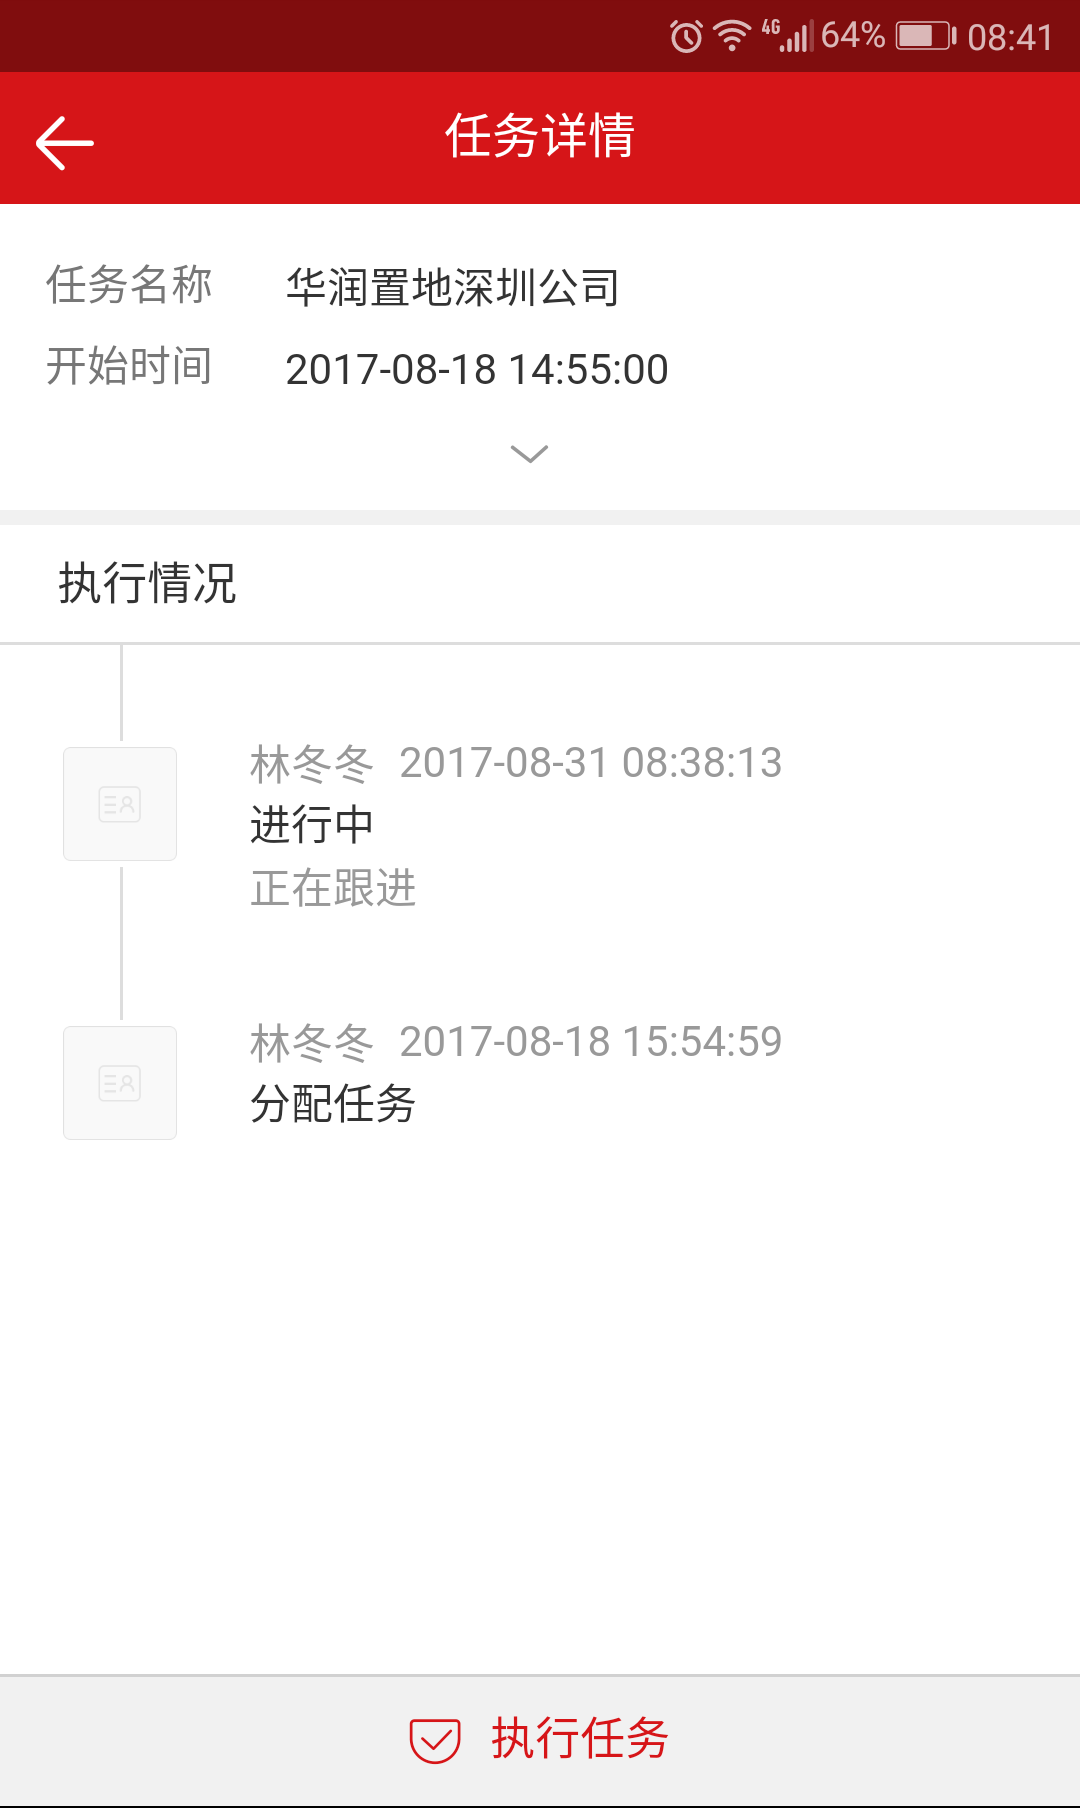 4G 64% 08:41
任务详情
任务名称 华润置地深圳公司
开始时间 2017-08-18 14:55:00
执行情况
林冬冬 2017-08-31 08:38:13
进行中
正在跟进
林冬冬 2017-08-18 15:54:59
分配任务
执行任务